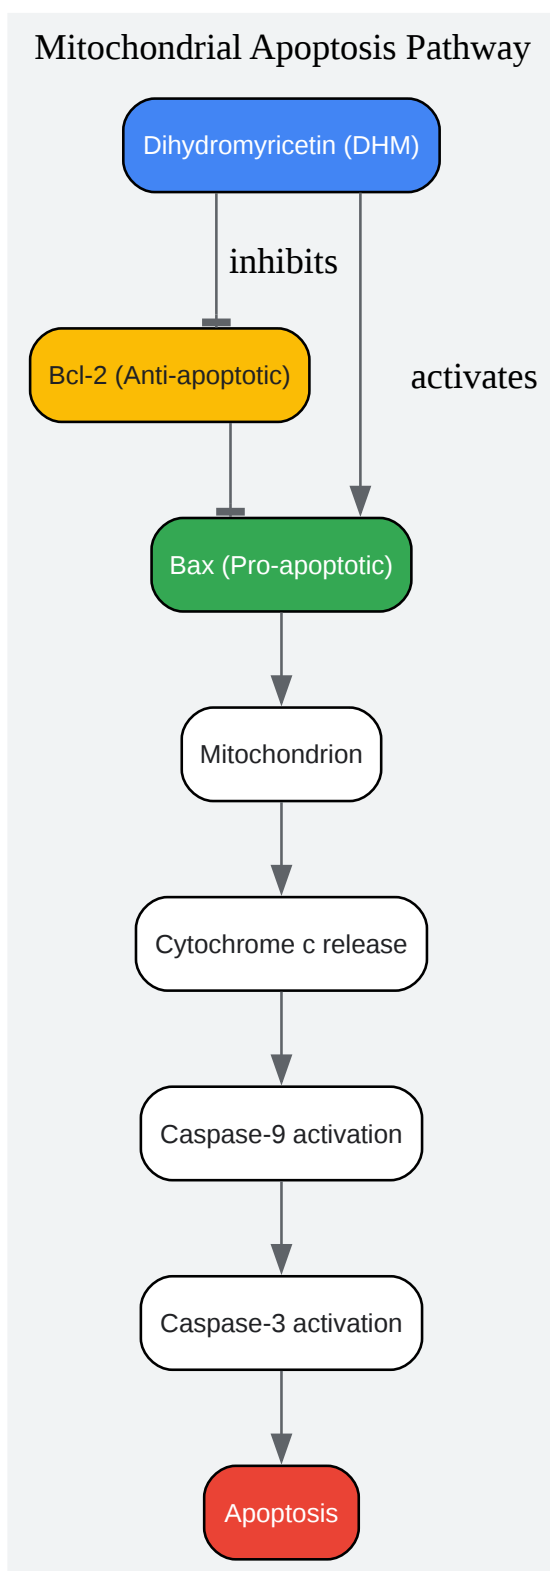 Mitochondrial Apoptosis Pathway
Dihydromyricetin (DHM)
inhibits
Bcl-2 (Anti-apoptotic)
activates
Bax (Pro-apoptotic)
Mitochondrion
Cytochrome c release
Caspase-9 activation
Caspase-3 activation
Apoptosis